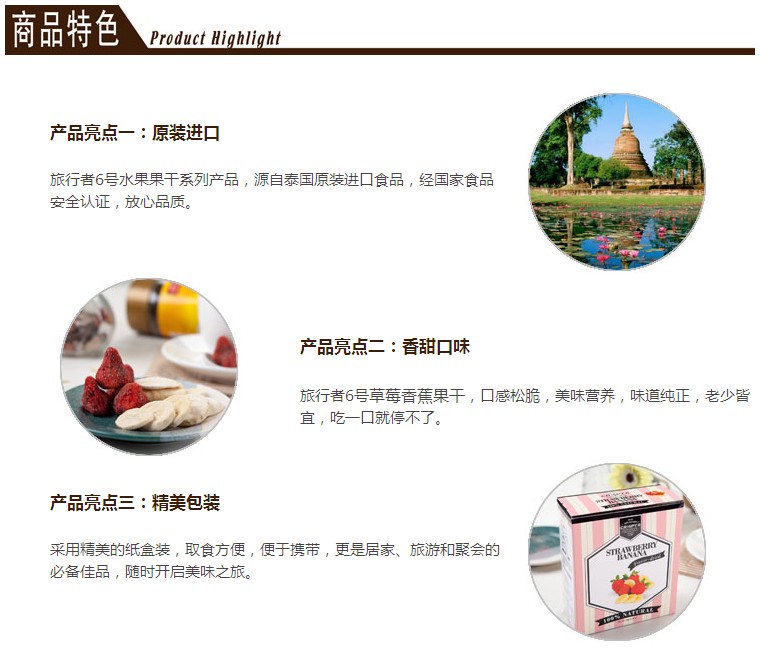 商品特色 Product Highlight
产品亮点一：原装进口
旅行者6号水果果干系列产品，源自泰国原装进口食品，经国家食品
安全认证，放心品质。
产品亮点二：香甜口味
旅行者6号草莓香蕉果干，口感松脆，美味营养，味道纯正，老少皆
宜，吃一口就停不了。
产品亮点三：精美包装
采用精美的纸盒装，取食方便，便于携带，更是居家、旅游和聚会的
必备佳品，随时开启美味之旅。
STRAWBERRY
BANANA
CRISPY
STRAWBERRY
BANANA
100% NATURAL